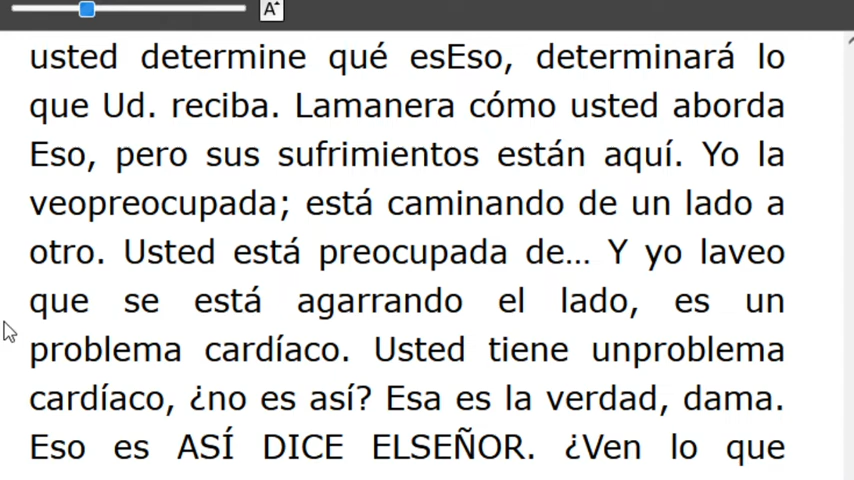 A
usted determine qué esEso, determinará lo
que Ud. reciba. Lamanera cómo usted aborda
Eso, pero sus sufrimientos están aquí. Yo la
veopreocupada; está caminando de un lado a
otro. Usted está preocupada de... Y yo laveo
que se está agarrando el lado, es un
problema cardíaco. Usted tiene unproblema
cardíaco, ¿no es así? Esa es la verdad, dama.
Eso es ASÍ DICE ELSEÑOR. ¿Ven lo que